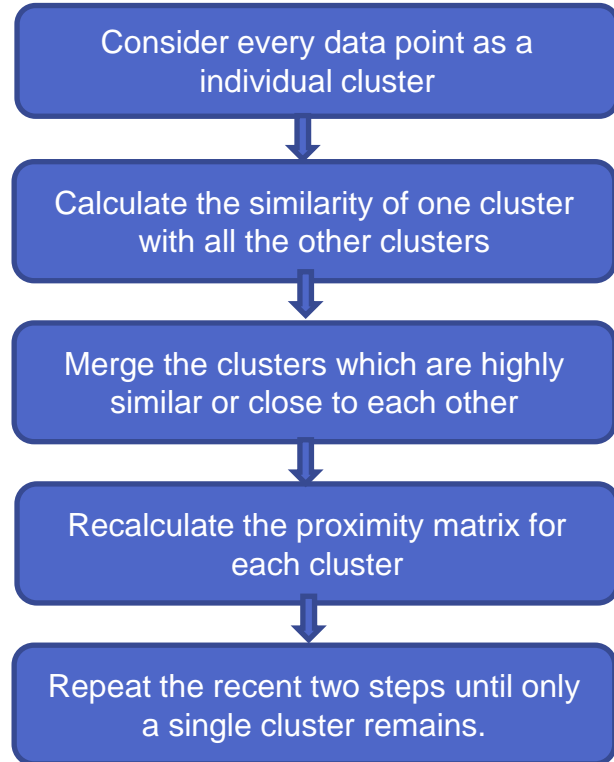 Consider every data point as a
individual cluster
Calculate the similarity of one cluster
with all the other clusters
Merge the clusters which are highly
similar or close to each other
Recalculate the proximity matrix for
each cluster
Repeat the recent two steps until only
a single cluster remains.